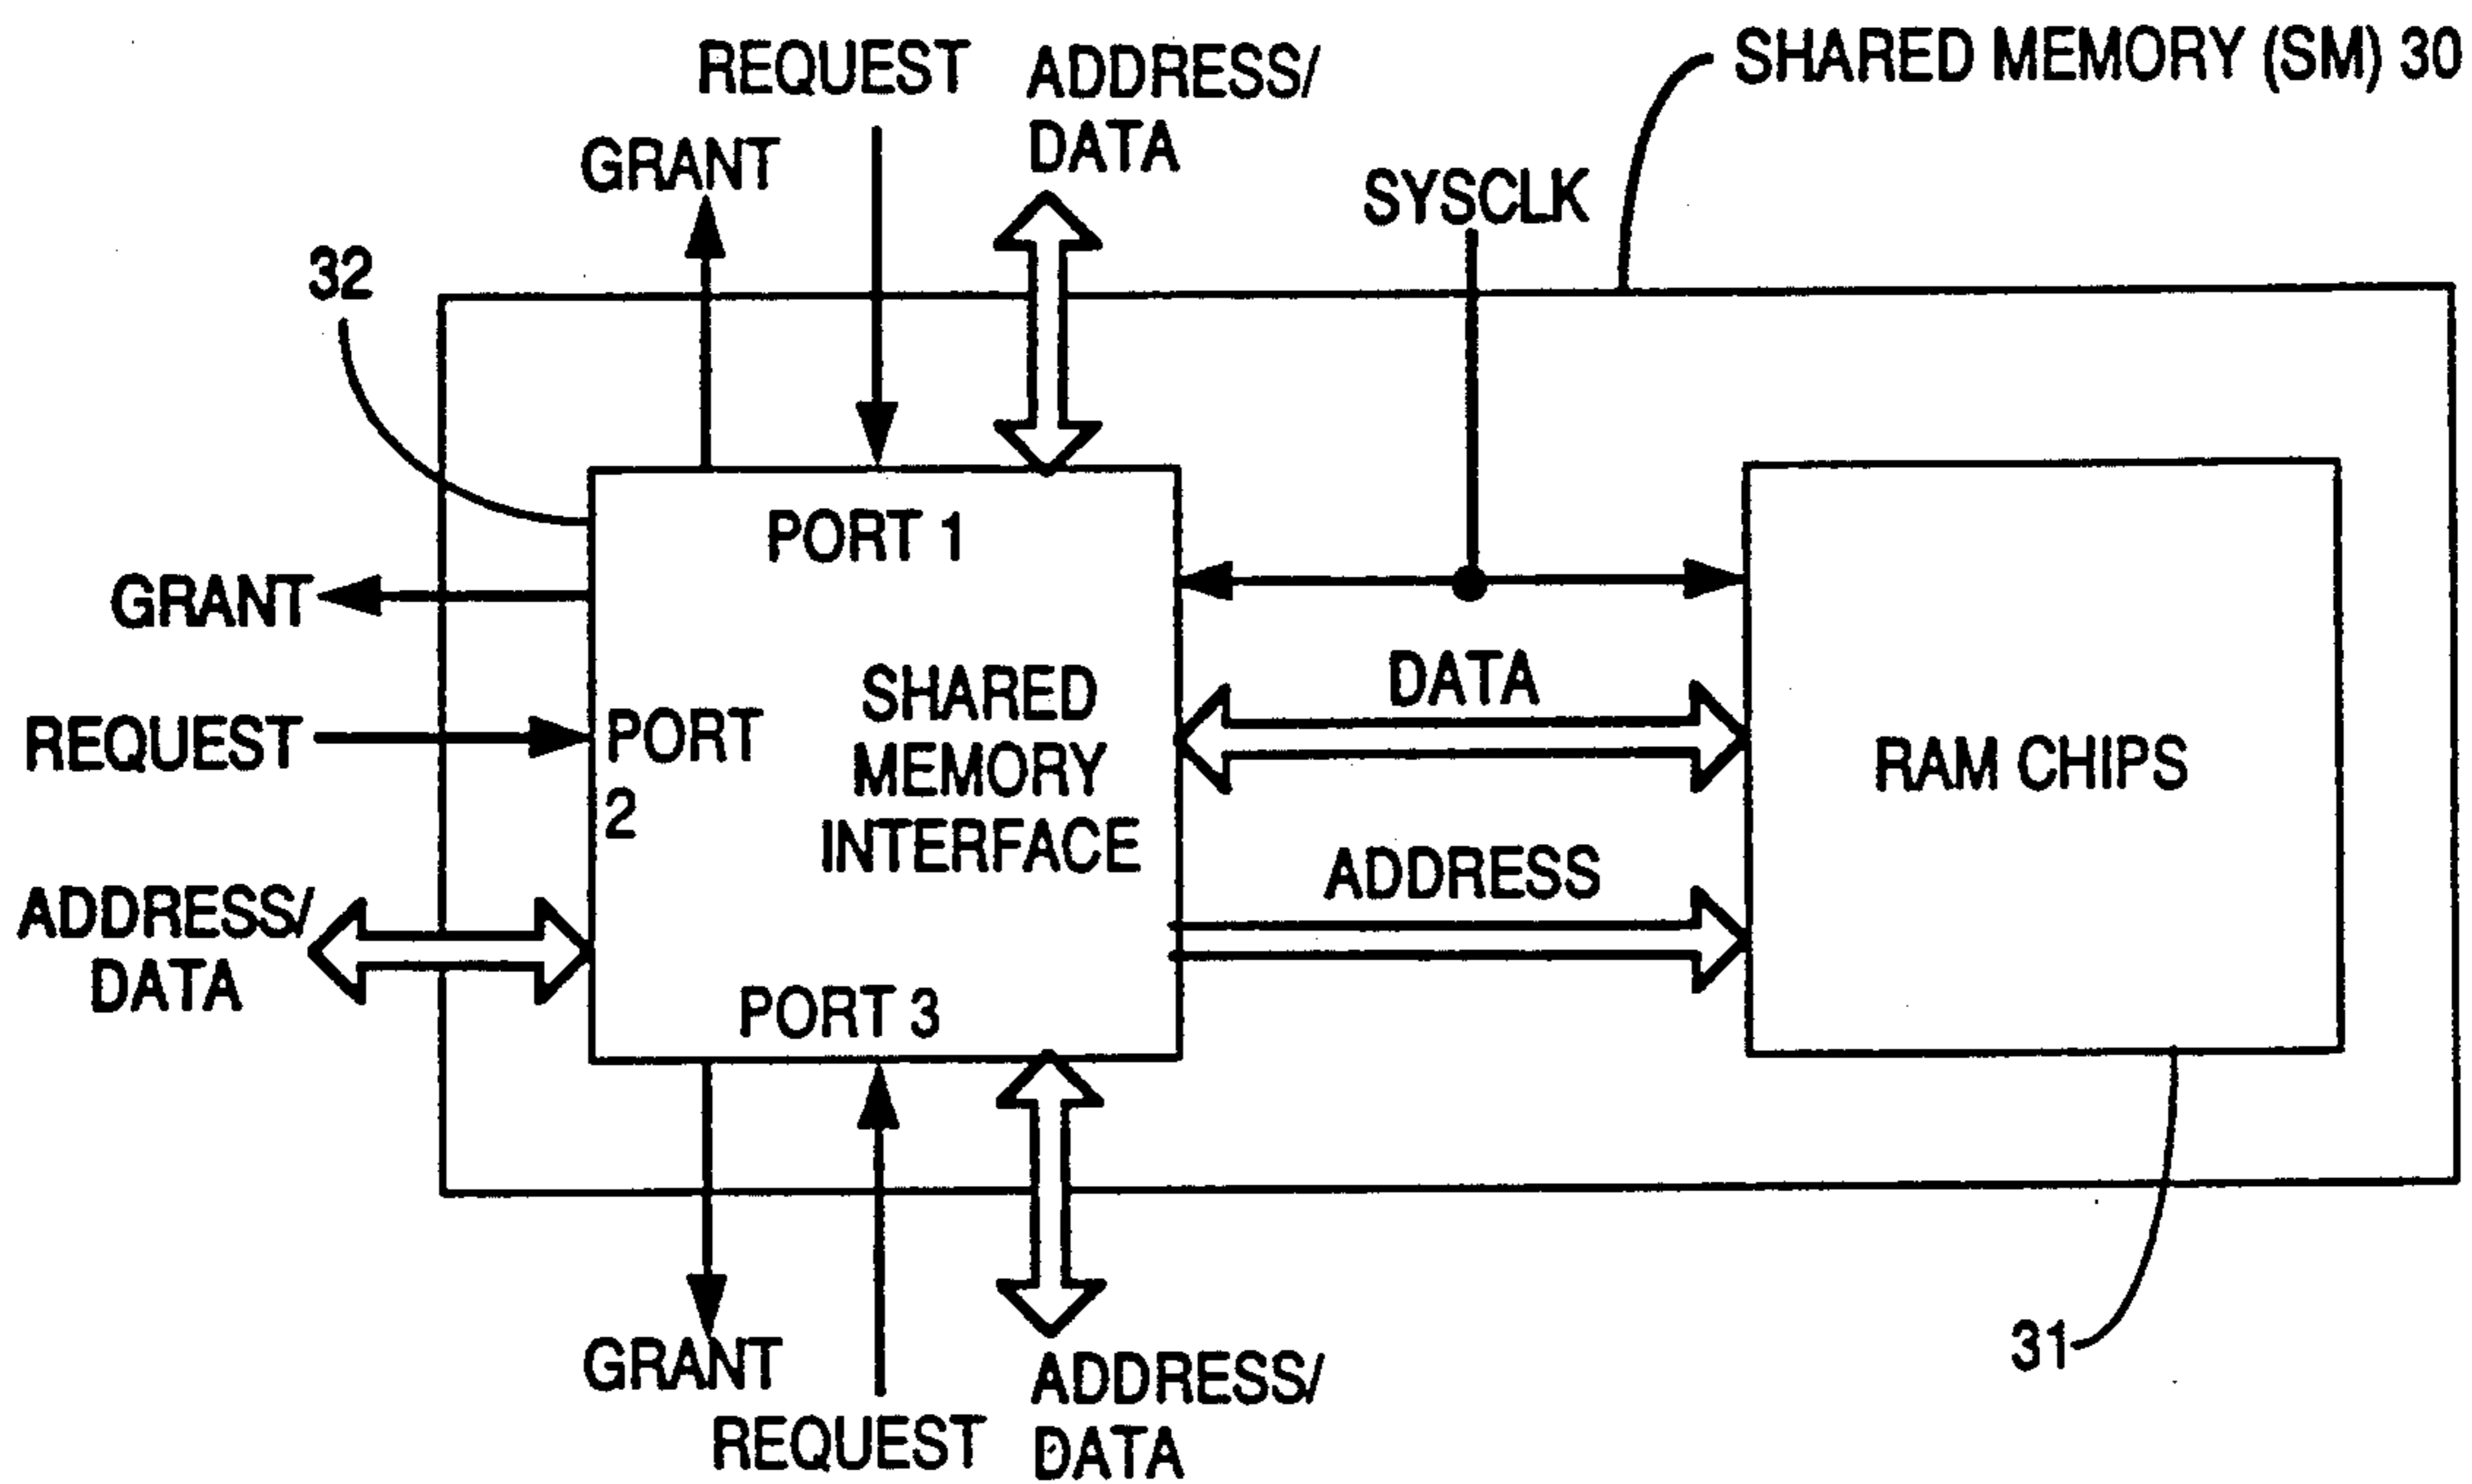 REQUEST
ADDRESS/
DATA
SHARED MEMORY (SM) 30
GRANT
SYSCLK
32
PORT 1
GRANT
REQUEST
PORT
2
SHARED
MEMORY
INTERFACE
DATA
RAM CHIPS
ADDRESS
ADDRESS/
DATA
PORT 3
GRANT
REQUEST
ADDRESS/
DATA
31